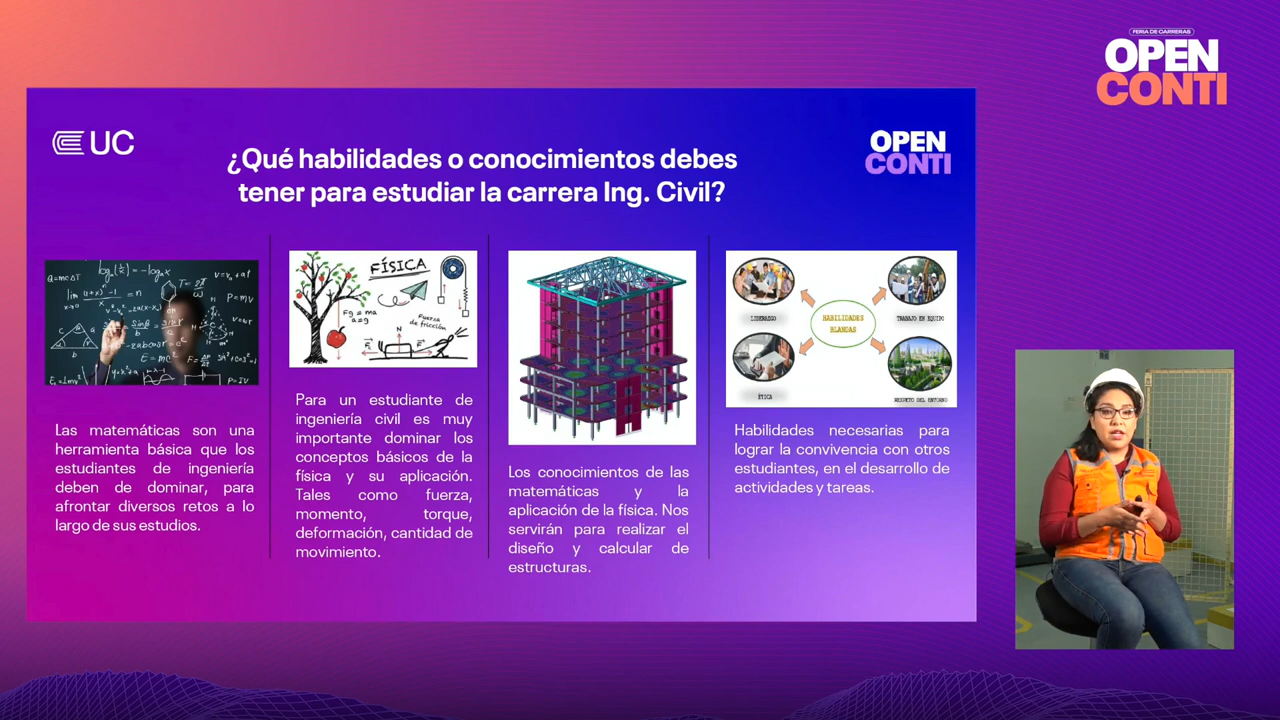 FERIA DE CARRERAS
OPEN
CONTI
UC
OPEN
CONTI
¿Qué habilidades o conocimientos debes
tener para estudiar la carrera Ing. Civil?
Las matemáticas son una
herramienta básica que los
estudiantes de ingeniería
deben de dominar, para
afrontar diversos retos a lo
largo de sus estudios.
FÍSICA
Fg = ma
a = g
Fuerza
de fricción
N
Para un estudiante de
ingeniería civil es muy
importante dominar los
conceptos básicos de la
física y su aplicación.
Tales como fuerza,
momento, torque,
deformación, cantidad de
movimiento.
Los conocimientos de las
matemáticas y la
aplicación de la física. Nos
servirán para realizar el
diseño y calcular de
estructuras.
LIDERAZGO
HABILIDADES
BLANDAS
TRABAJO EN EQUIPO
ÉTICA
RESPETO DEL ENTORNO
Habilidades necesarias para
lograr la convivencia con otros
estudiantes, en el desarrollo de
actividades y tareas.